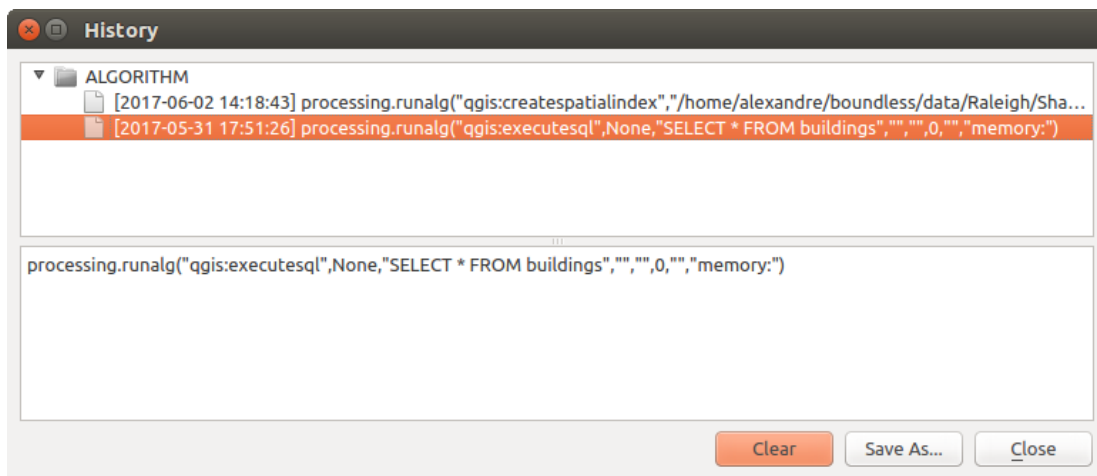 History
ALGORITHM
[2017-06-02 14:18:43] processing.runalg("qgis:createspatialindex","/home/alexandre/boundless/data/Raleigh/Sha...
[2017-05-31 17:51:26] processing.runalg("qgis:executesql",None,"SELECT * FROM buildings","","",0,"","memory:")
processing.runalg("qgis:executesql",None,"SELECT * FROM buildings","","",0,"","memory:")
Clear Save As... Close